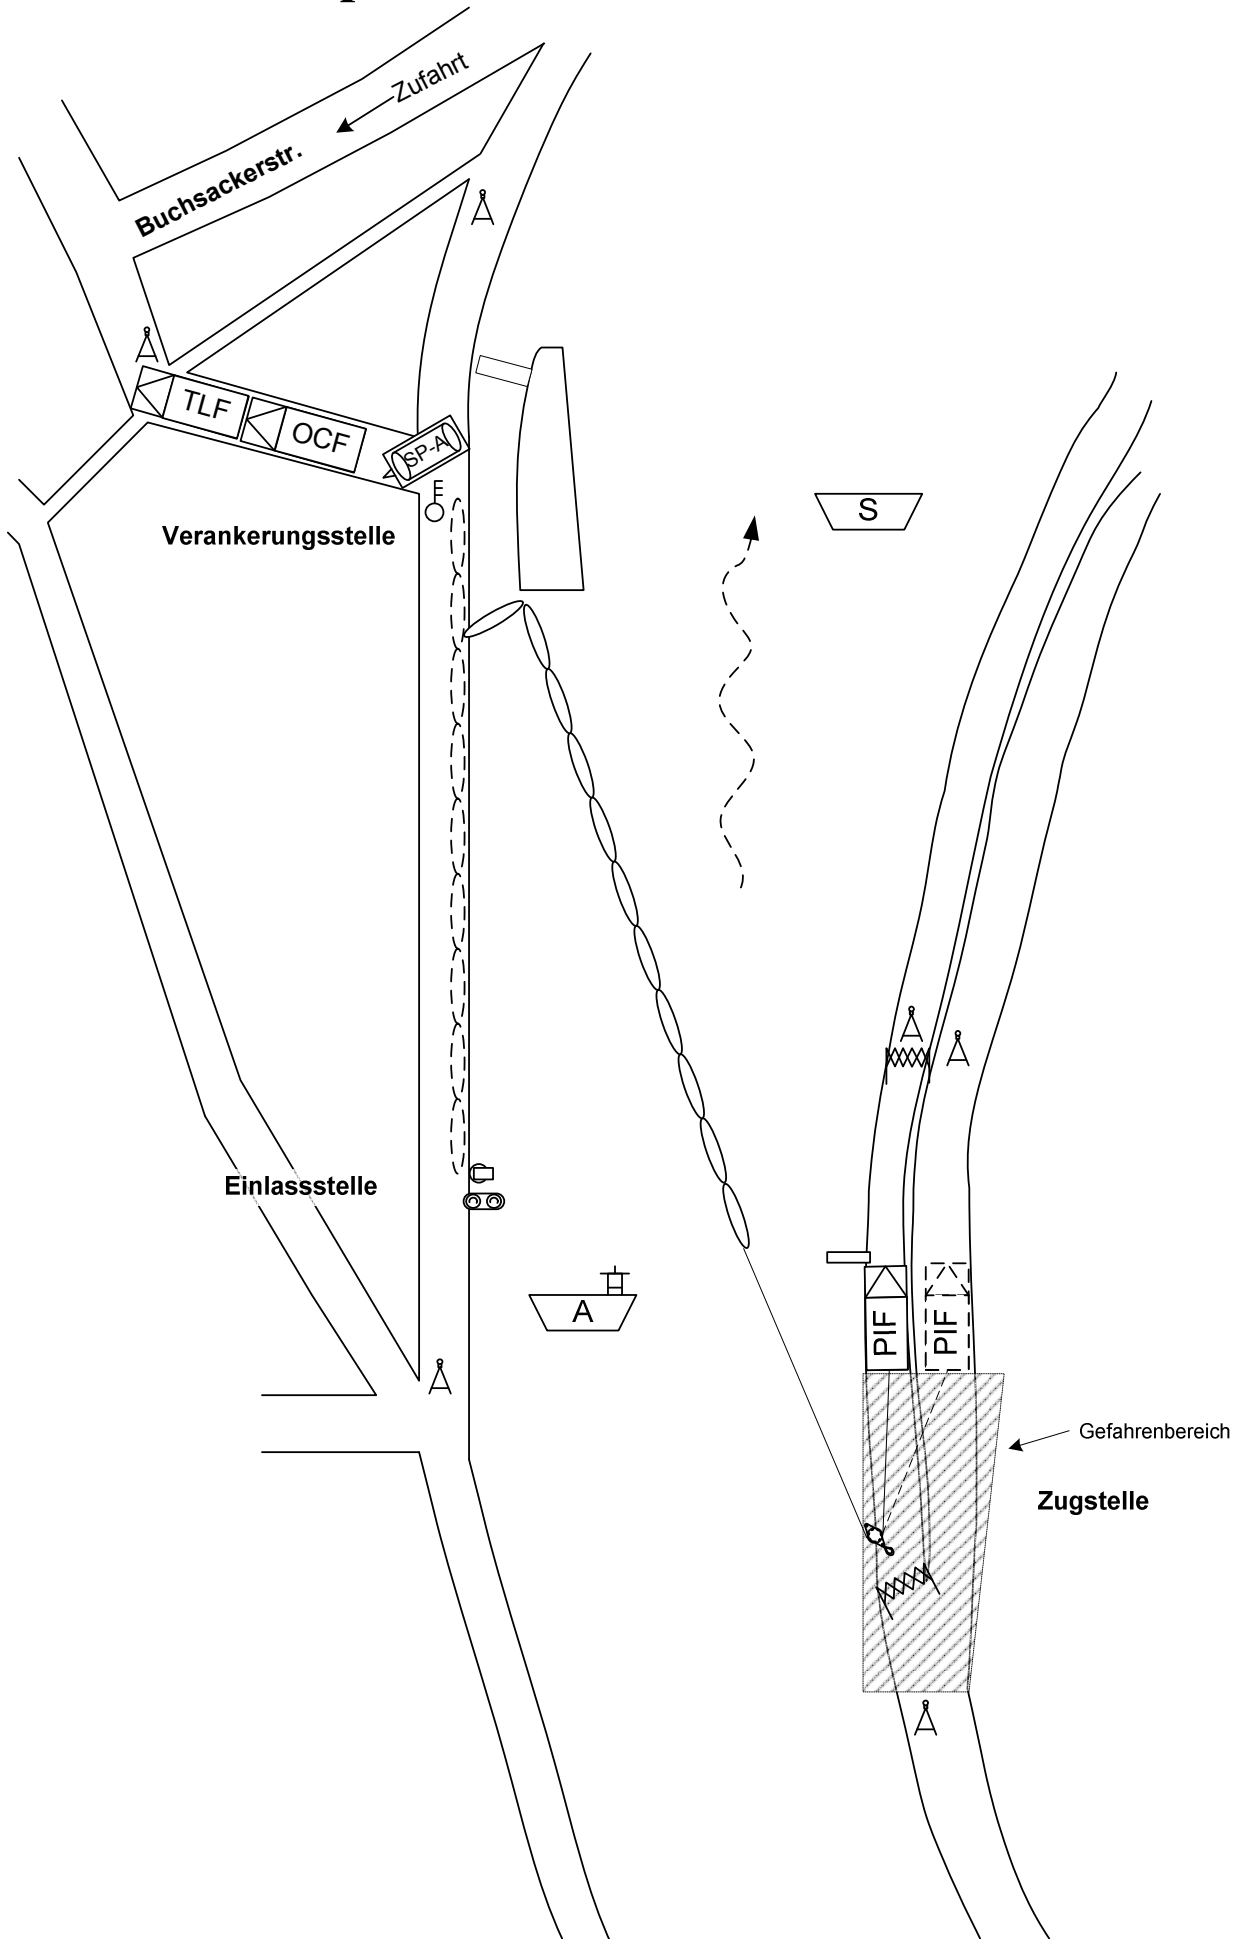 Zufahrt
Buchsackerstr.
TLF
OCF
SP-A
Verankerungsstelle
S
Einlassstelle
A
PIF
PIF
Gefahrenbereich
Zugstelle